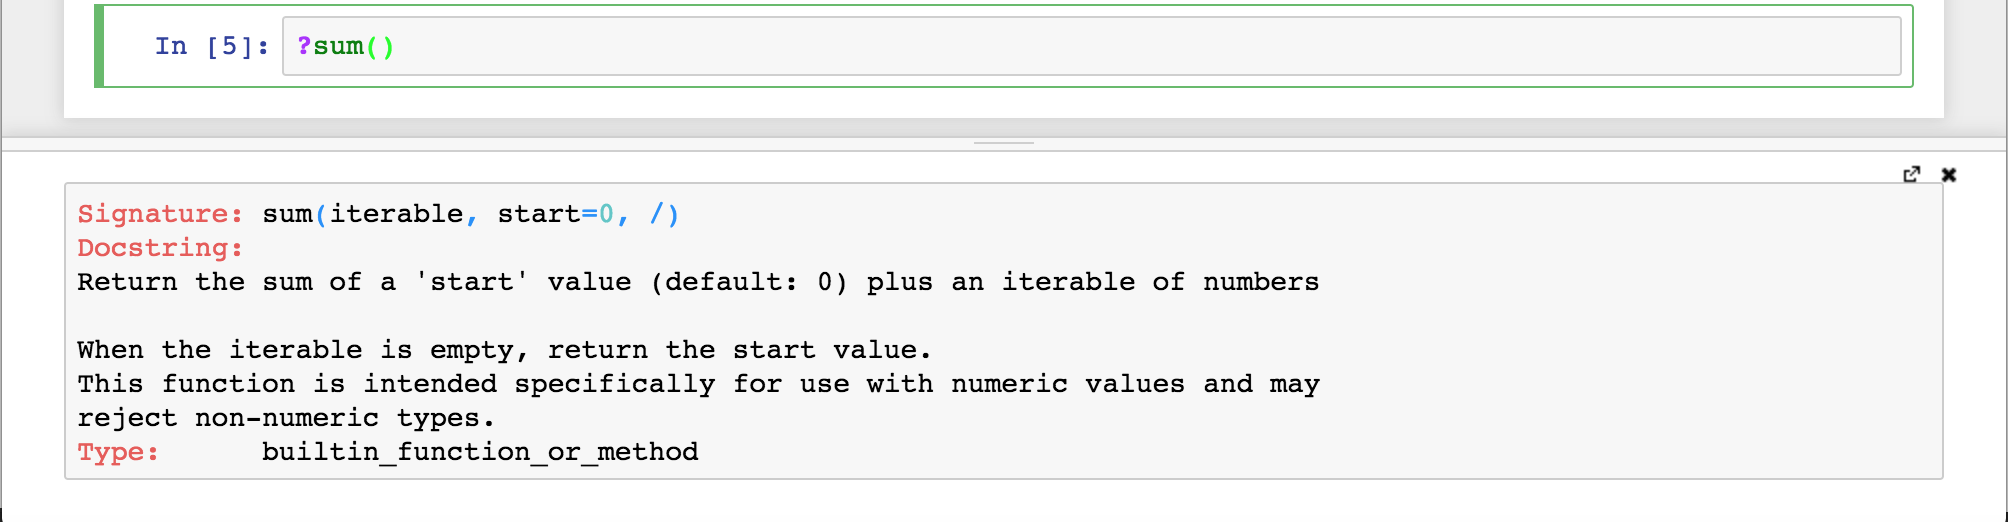 In [5]: ?sum()
Signature: sum(iterable, start=0, /)
Docstring:
Return the sum of a 'start' value (default: 0) plus an iterable of numbers

When the iterable is empty, return the start value.
This function is intended specifically for use with numeric values and may
reject non-numeric types.
Type:      builtin_function_or_method